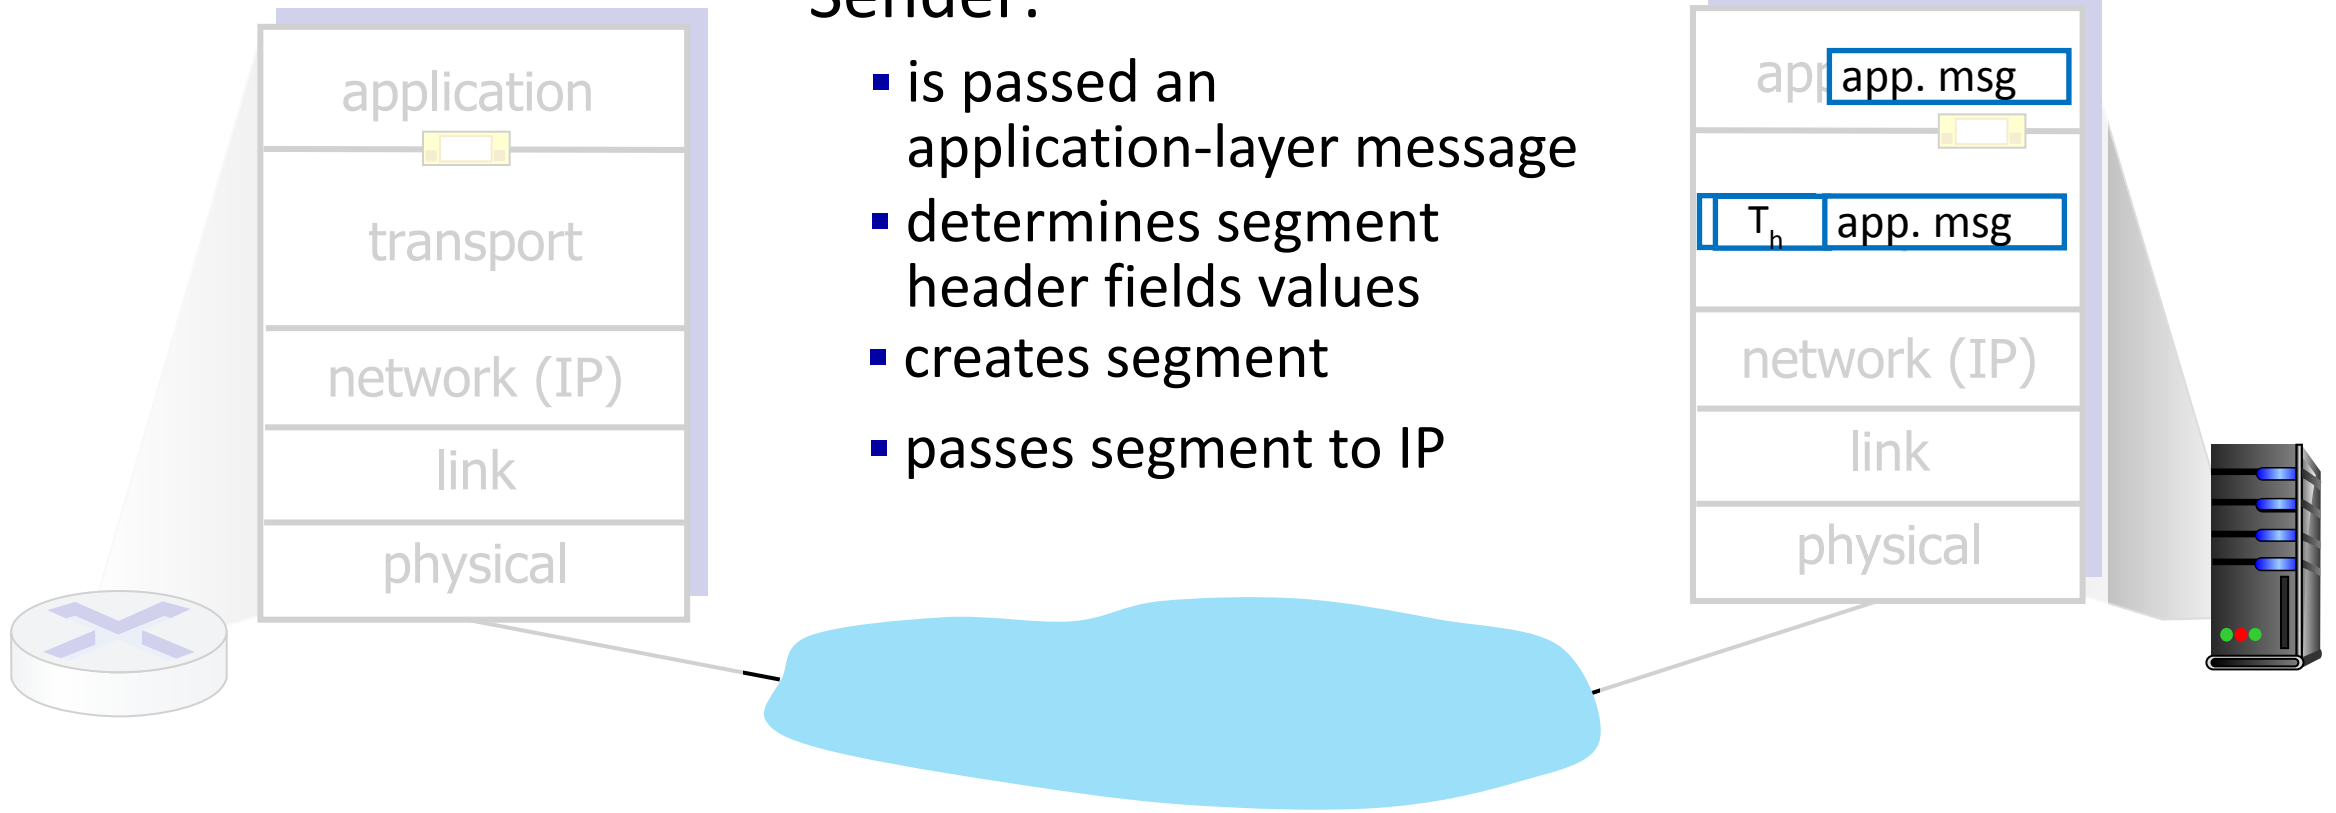 Sender:
is passed an
application-layer message
determines segment
header fields values
creates segment
passes segment to IP
application
transport
network (IP)
link
physical
app. msg
Th app. msg
network (IP)
link
physical